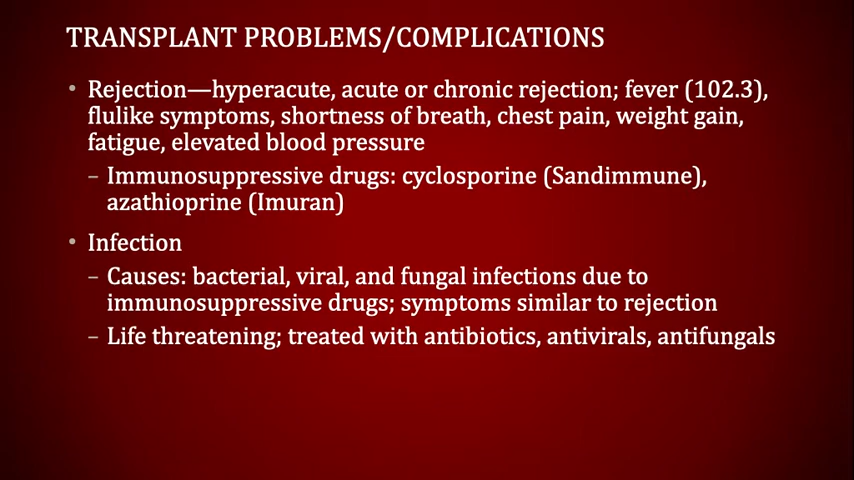 TRANSPLANT PROBLEMS/COMPLICATIONS
• Rejection—hyperacute, acute or chronic rejection; fever (102.3),
flulike symptoms, shortness of breath, chest pain, weight gain,
fatigue, elevated blood pressure
– Immunosuppressive drugs: cyclosporine (Sandimmune),
azathioprine (Imuran)
• Infection
– Causes: bacterial, viral, and fungal infections due to
immunosuppressive drugs; symptoms similar to rejection
– Life threatening; treated with antibiotics, antivirals, antifungals